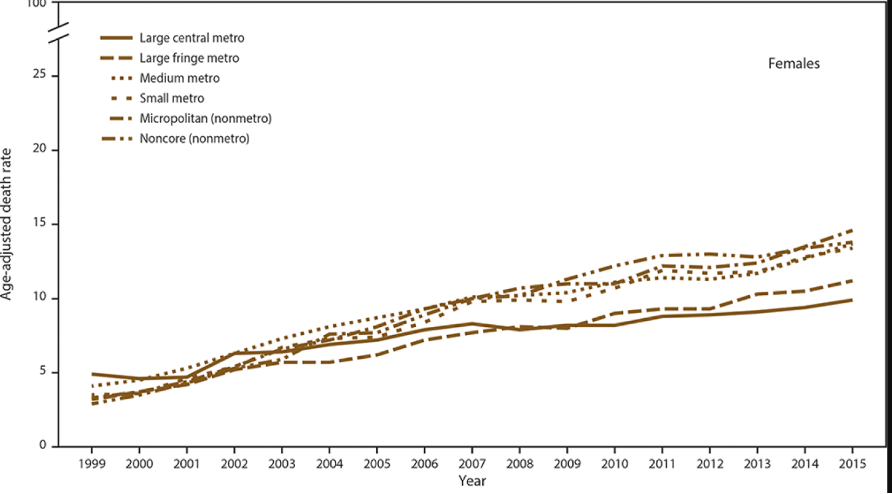 100
Large central metro
Large fringe metro
Females
Medium metro
25
Small metro
Micropolitan (nonmetro)
Noncore (nonmetro)
20
Age-adjusted death rate
15
10
5
0
1999 2000 2001 2002 2003 2004 2005 2006 2007 2008 2009 2010 2011 2012 2013 2014 2015
Year